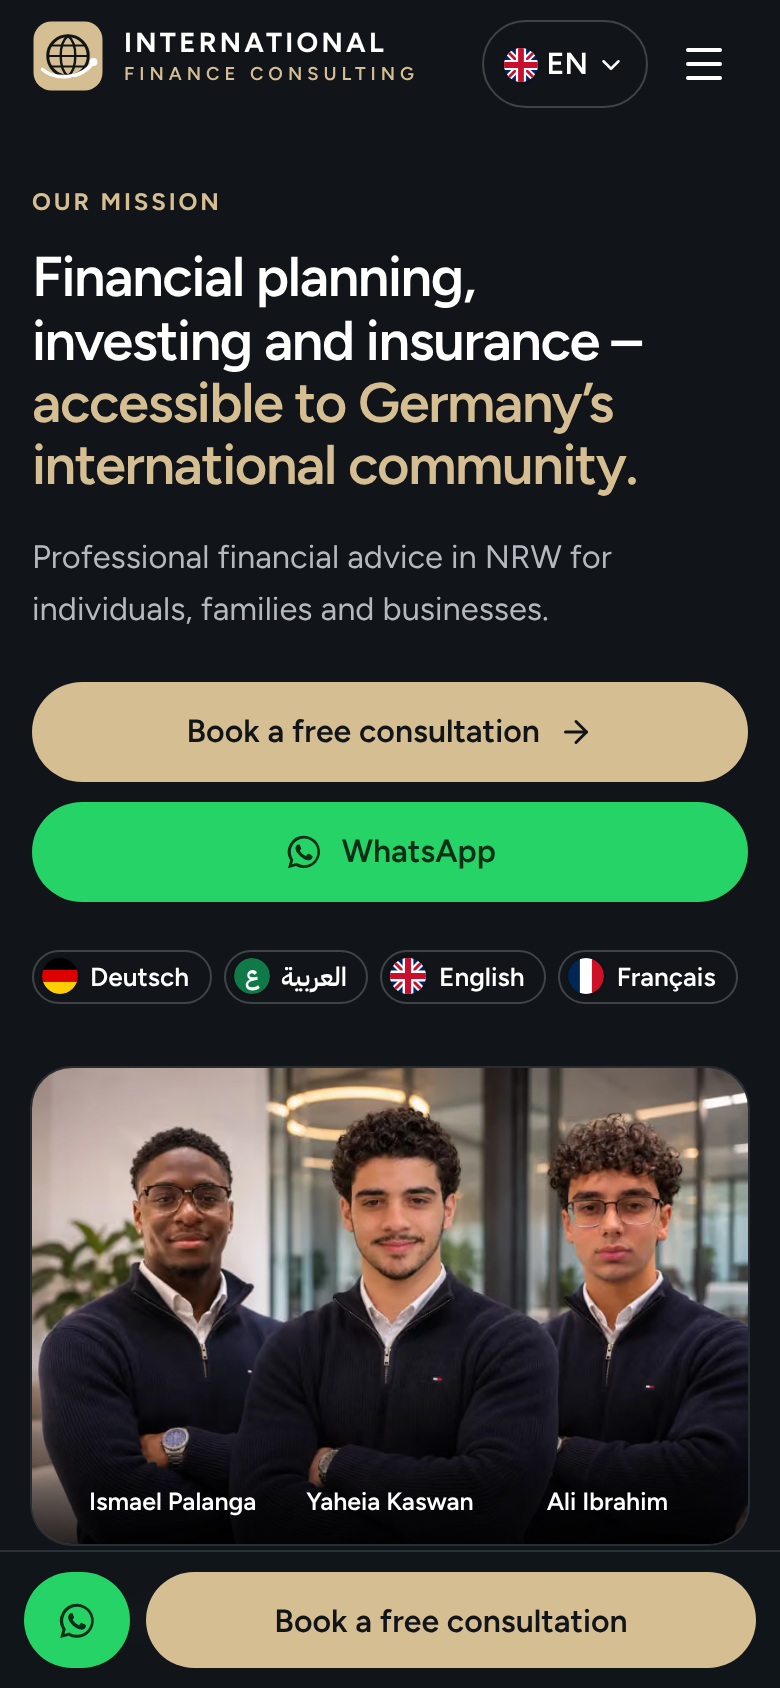 INTERNATIONAL
FINANCE CONSULTING
EN
OUR MISSION
Financial planning,
investing and insurance –
accessible to Germany’s
international community.
Professional financial advice in NRW for
individuals, families and businesses.
Book a free consultation →
WhatsApp
Deutsch
ع العربية
English
Français
Ismael Palanga
Yaheia Kaswan
Ali Ibrahim
Book a free consultation